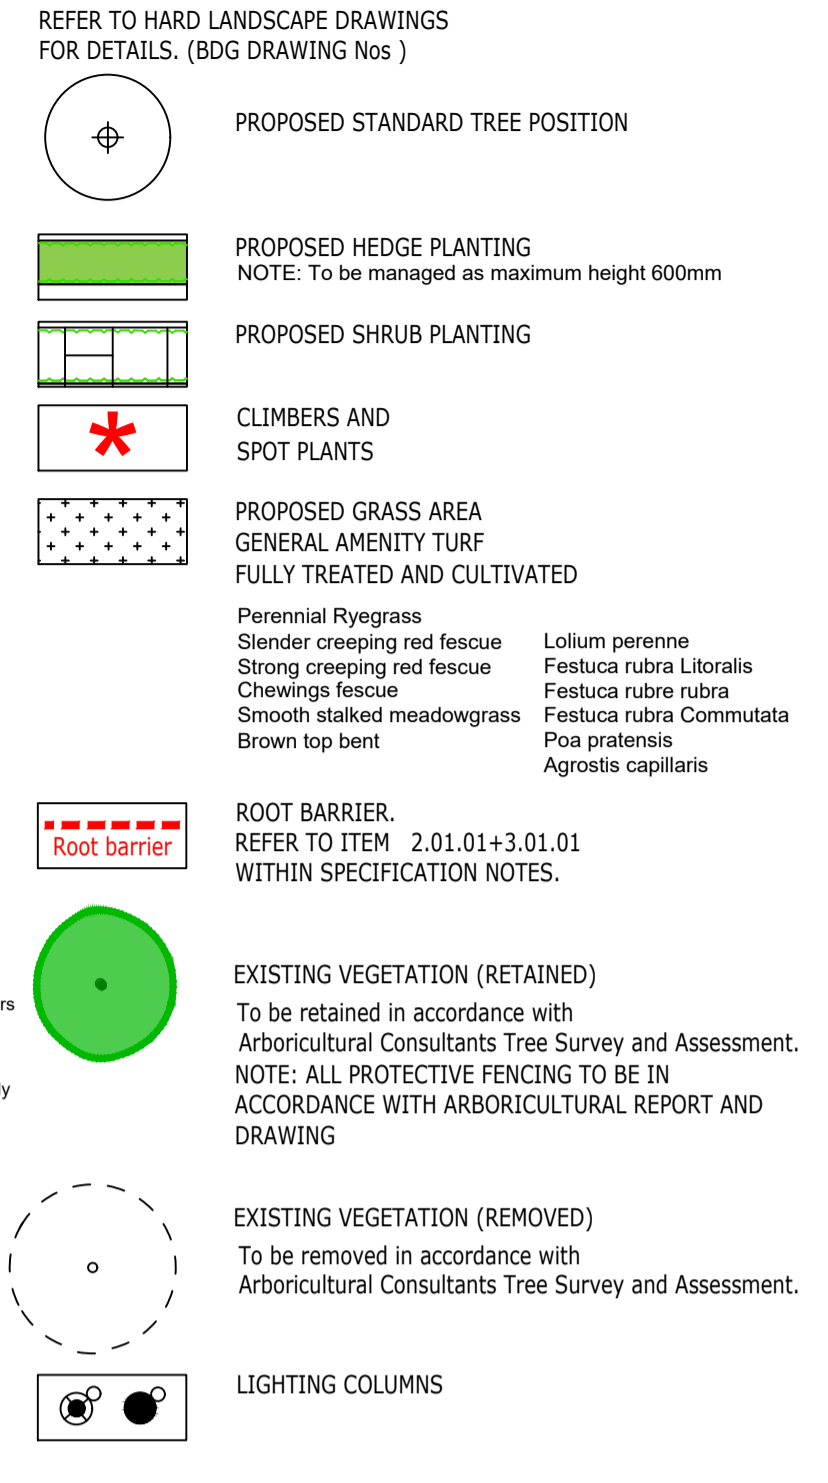 REFER TO HARD LANDSCAPE DRAWINGS
FOR DETAILS. (BDG DRAWING Nos )
PROPOSED STANDARD TREE POSITION
PROPOSED HEDGE PLANTING
NOTE: To be managed as maximum height 600mm
PROPOSED SHRUB PLANTING
CLIMBERS AND
SPOT PLANTS
PROPOSED GRASS AREA
GENERAL AMENITY TURF
FULLY TREATED AND CULTIVATED
Perennial Ryegrass
Slender creeping red fescue
Strong creeping red fescue
Chewings fescue
Smooth stalked meadowgrass
Brown top bent
Lolium perenne
Festuca rubra Litoralis
Festuca rubre rubra
Festuca rubra Commutata
Poa pratensis
Agrostis capillaris
Root barrier
ROOT BARRIER.
REFER TO ITEM 2.01.01+3.01.01
WITHIN SPECIFICATION NOTES.
EXISTING VEGETATION (RETAINED)
To be retained in accordance with
Arboricultural Consultants Tree Survey and Assessment.
NOTE: ALL PROTECTIVE FENCING TO BE IN
ACCORDANCE WITH ARBORICULTURAL REPORT AND
DRAWING
EXISTING VEGETATION (REMOVED)
To be removed in accordance with
Arboricultural Consultants Tree Survey and Assessment.
LIGHTING COLUMNS